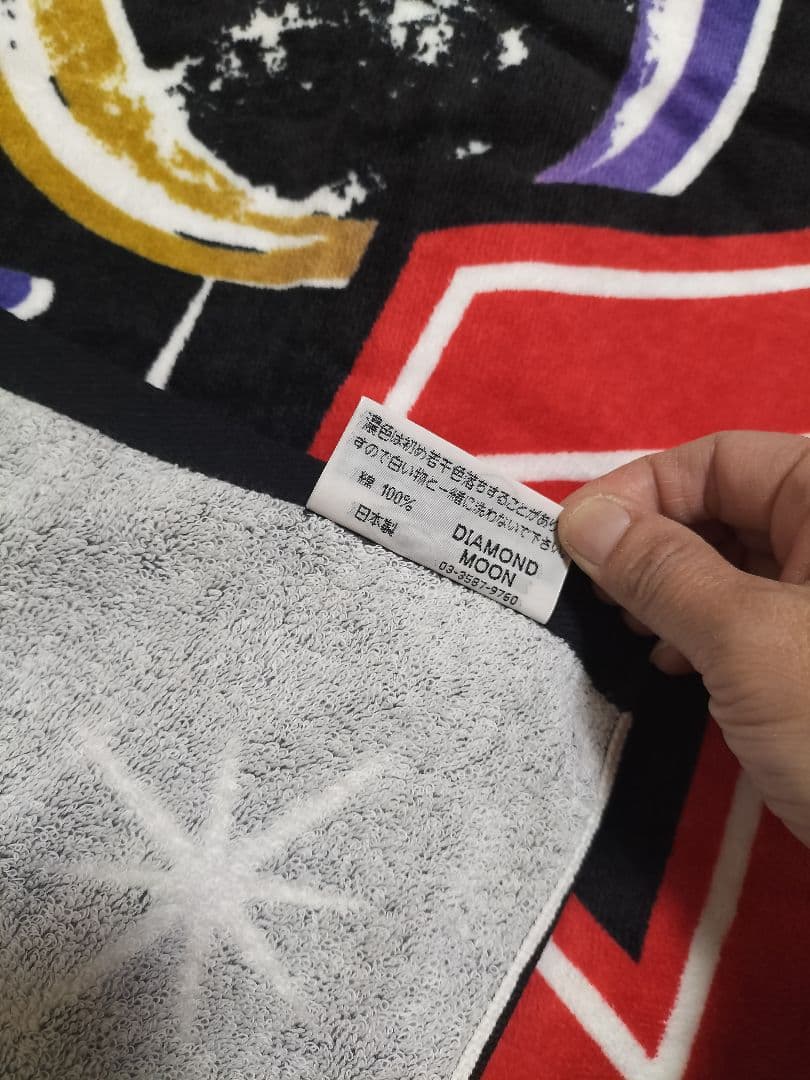 濃色は初め若干色落ちすることがあり
すので白い物と一緒に洗わないで下さい
綿 100%
日本製
DIAMOND
MOON
03-3587-9760